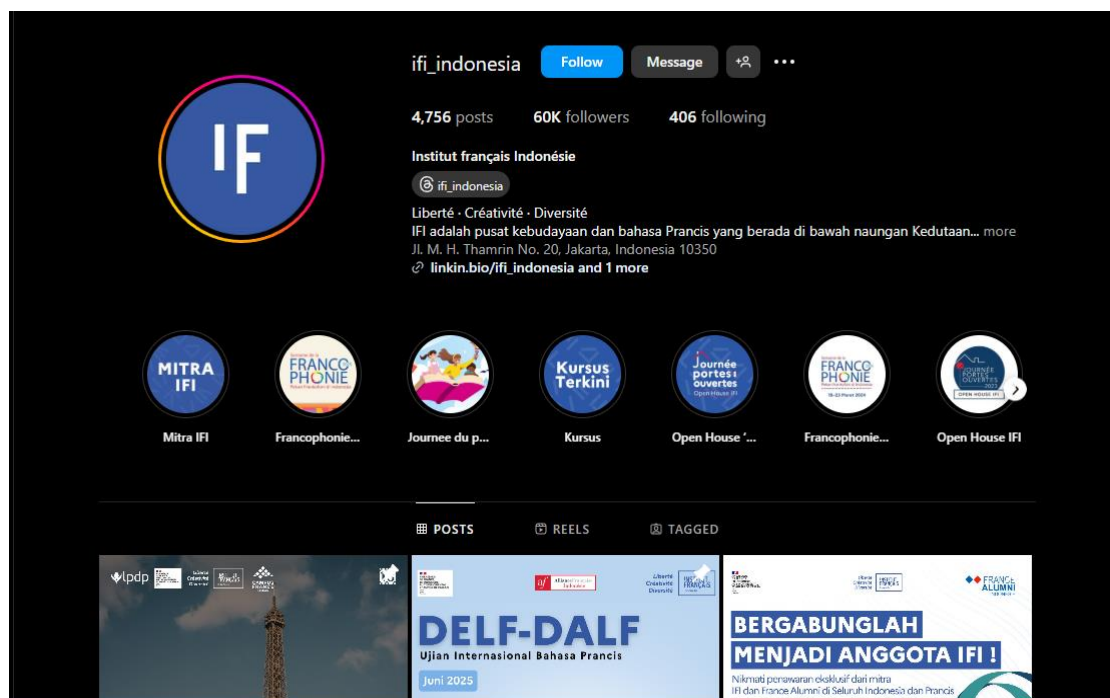 ifi_indonesia Follow Message
4,756 posts 60K followers 406 following
IF
Institut français Indonésie
ifi_indonesia
Liberté · Créativité · Diversité
IFI adalah pusat kebudayaan dan bahasa Prancis yang berada di bawah naungan Kedutaan... more
Jl. M. H. Thamrin No. 20, Jakarta, Indonesia 10350
linkin.bio/ifi_indonesia and 1 more
MITRA
IFI
FRANCO
PHONIE
Kursus
Terkini
Journée
portes
ouvertes
Open House IFI
FRANCO
PHONIE
JOURNÉE
PORTES
OUVERTES
OPEN HOUSE IFI
Mitra IFI Francophonie... Journee du p... Kursus Open House '... Francophonie... Open House IFI
POSTS REELS TAGGED
lpdp
Liberté
Créativité
Diversité
FRANÇAIS
DELF-DALF
Ujian Internasional Bahasa Prancis
Juni 2025
FRANCE
ALUMNI
BERGABUNGLAH
MENJADI ANGGOTA IFI !
Nikmati penawaran eksklusif dari mitra
IFI dan France Alumni di Seluruh Indonesia dan Prancis